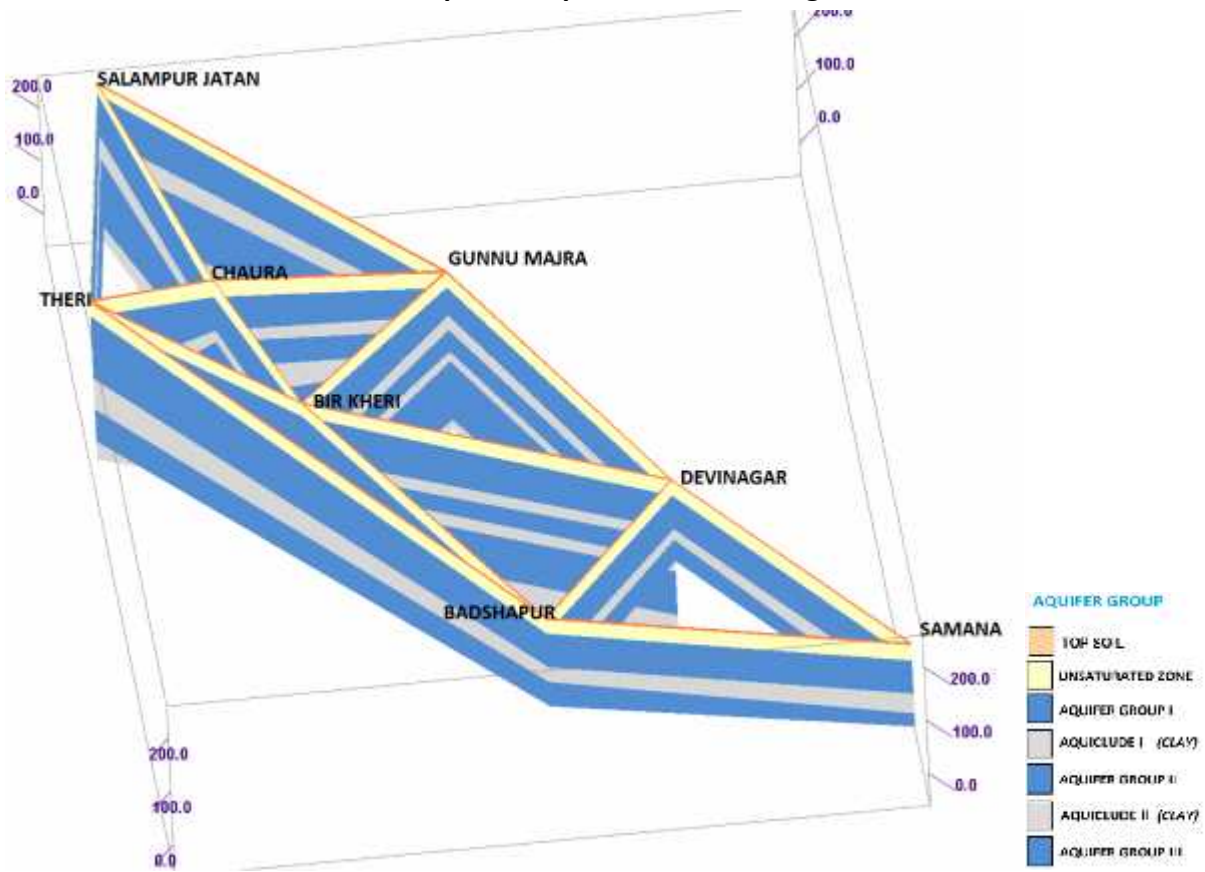 200.0
100.0
0.0
SALAMPUR JATAN
200.0
100.0
0.0
GUNNU MAJRA
CHAURA
THERI
BIR KHERI
DEVINAGAR
BADSHAPUR
SAMANA
200.0
100.0
0.0
200.0
100.0
0.0
AQUIFER GROUP
TOP SOIL
UNSATURATED ZONE
AQUIFER GROUP I
AQUICLUDE I (CLAY)
AQUIFER GROUP II
AQUICLUDE II (CLAY)
AQUIFER GROUP III